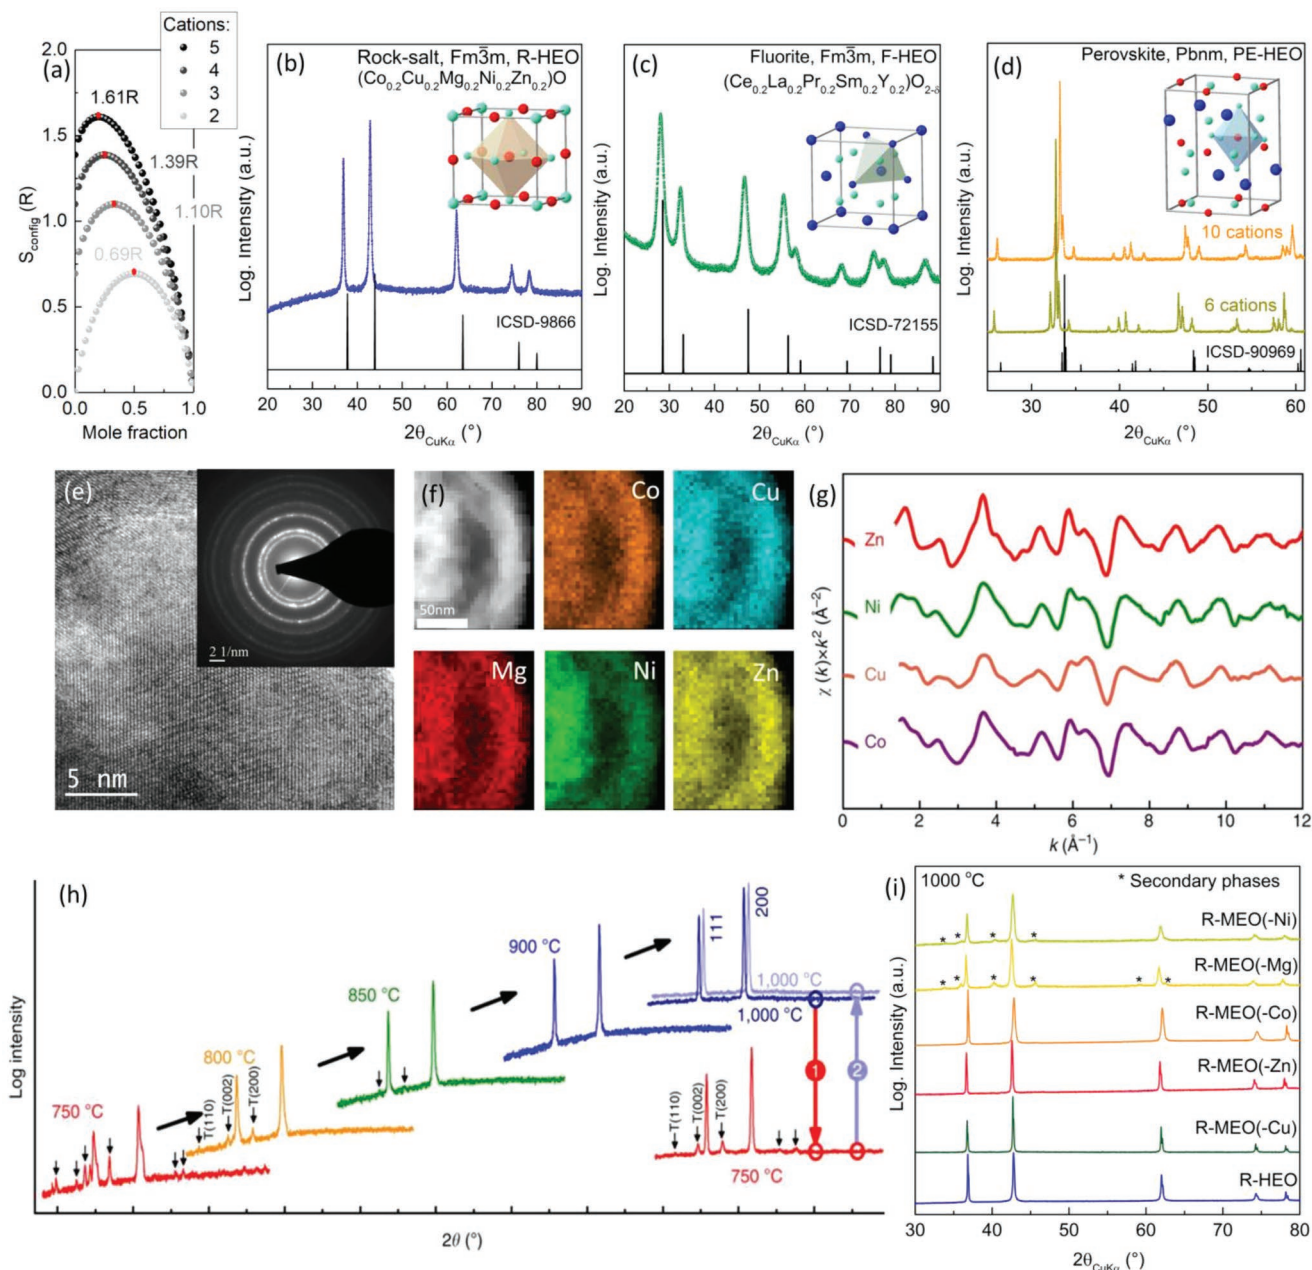 Cations:
5
4
3
2
(a)
2.0
1.5
1.0
0.5
0.0
S_config (R)
1.61R
1.39R
1.10R
0.69R
0.0 0.5 1.0
Mole fraction
(b)
Rock-salt, Fm3̅m, R-HEO
(Co0.2Cu0.2Mg0.2Ni0.2Zn0.2)O
Log. Intensity (a.u.)
ICSD-9866
20 30 40 50 60 70 80 90
2θCuKα (°)
(c)
Fluorite, Fm3̅m, F-HEO
(Ce0.2La0.2Pr0.2Sm0.2Y0.2)O2-δ
Log. Intensity (a.u.)
ICSD-72155
20 30 40 50 60 70 80 90
2θCuKα (°)
(d)
Perovskite, Pbnm, PE-HEO
Log. Intensity (a.u.)
10 cations
6 cations
ICSD-90969
30 40 50 60
2θCuKα (°)
(e)
2 1/nm
5 nm
(f)
50nm
Co
Cu
Mg
Ni
Zn
(g)
Zn
Ni
Cu
Co
χ (k)×k² (Å⁻²)
0 2 4 6 8 10 12
k (Å⁻¹)
(h)
Log intensity
750 °C
800 °C
T(110)
T(002)
T(200)
850 °C
900 °C
111
200
1,000 °C
1,000 °C
1
2
T(110)
T(002)
T(200)
750 °C
2θ (°)
(i)
1000 °C
* Secondary phases
R-MEO(-Ni)
* * * *
R-MEO(-Mg)
* * * * * *
R-MEO(-Co)
R-MEO(-Zn)
R-MEO(-Cu)
R-HEO
Log. Intensity (a.u.)
30 40 50 60 70 80
2θCuKα (°)